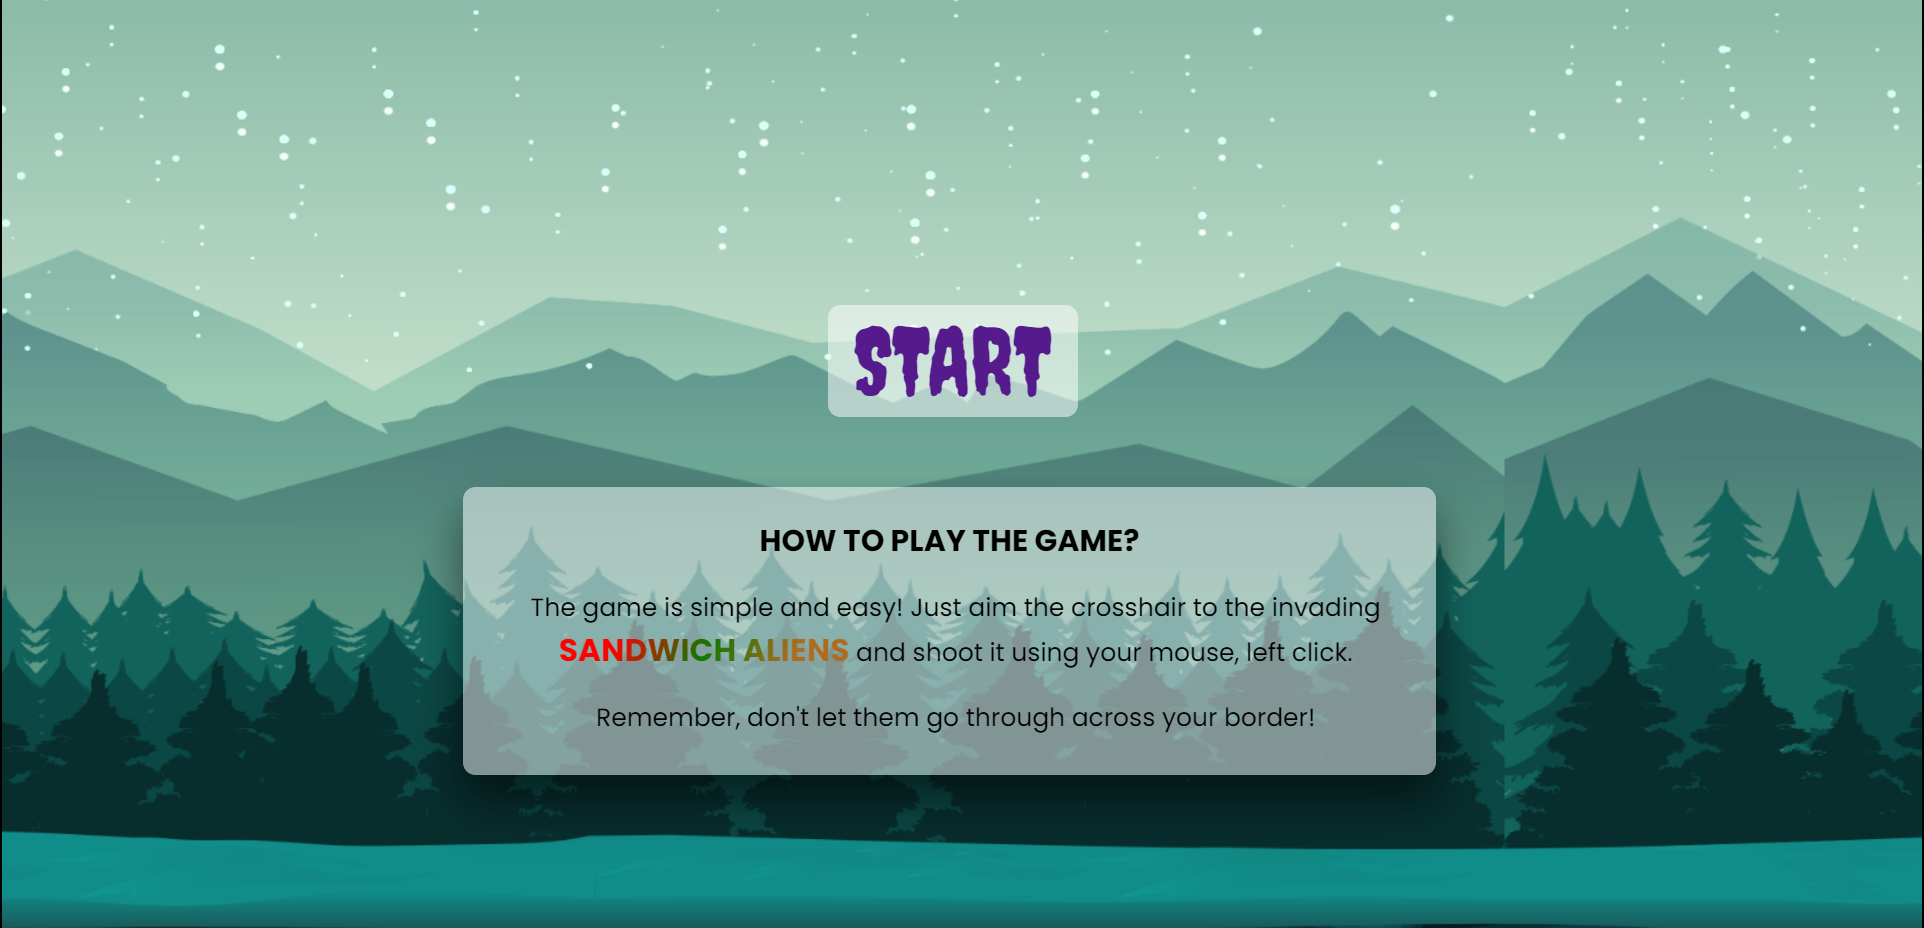 START
HOW TO PLAY THE GAME?
The game is simple and easy! Just aim the crosshair to the invading
SANDWICH ALIENS and shoot it using your mouse, left click.
Remember, don't let them go through across your border!